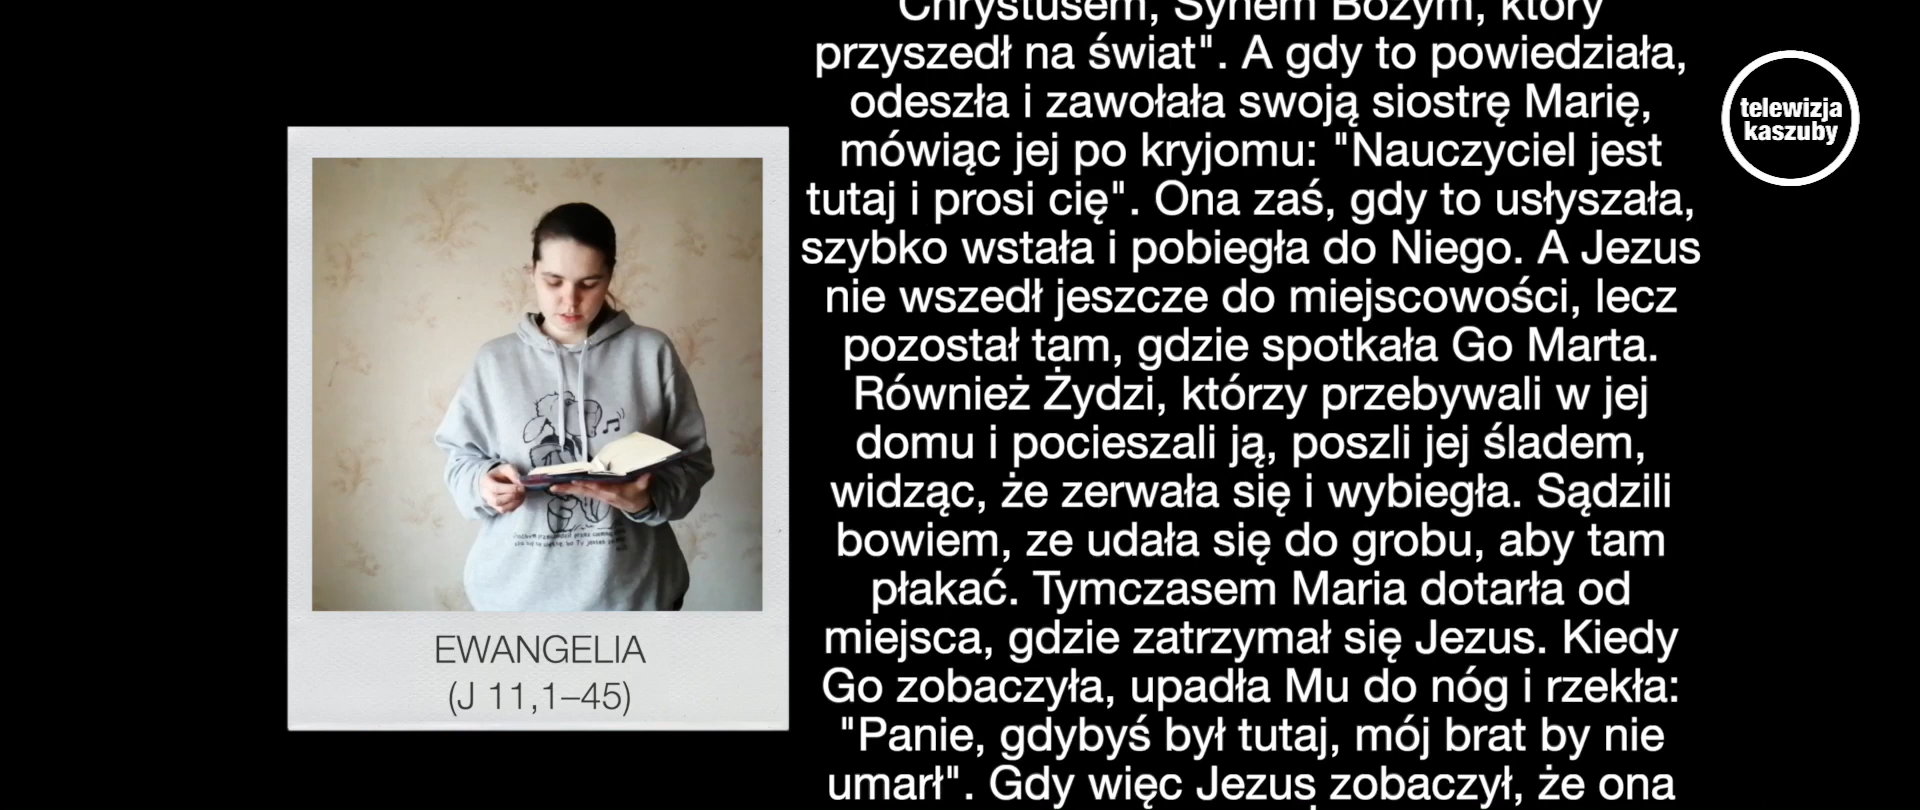 Chrystusem, Synem Bożym, który
przyszedł na świat". A gdy to powiedziała,
odeszła i zawołała swoją siostrę Marię,
mówiąc jej po kryjomu: "Nauczyciel jest
tutaj i prosi cię". Ona zaś, gdy to usłyszała,
szybko wstała i pobiegła do Niego. A Jezus
nie wszedł jeszcze do miejscowości, lecz
pozostał tam, gdzie spotkała Go Marta.
Również Żydzi, którzy przebywali w jej
domu i pocieszali ją, poszli jej śladem,
widząc, że zerwała się i wybiegła. Sądzili
bowiem, ze udała się do grobu, aby tam
płakać. Tymczasem Maria dotarła od
miejsca, gdzie zatrzymał się Jezus. Kiedy
Go zobaczyła, upadła Mu do nóg i rzekła:
"Panie, gdybyś był tutaj, mój brat by nie
umarł". Gdy więc Jezus zobaczył, że ona
telewizja
kaszuby
EWANGELIA
(J 11,1–45)